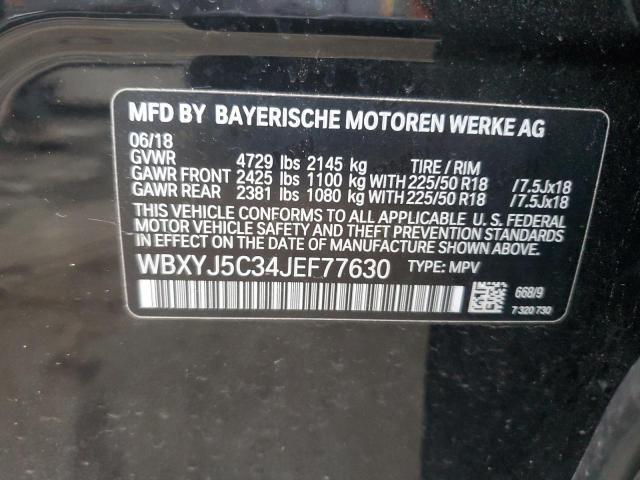 MFD BY BAYERISCHE MOTOREN WERKE AG
06/18
GVWR 4729 lbs 2145 kg TIRE / RIM
GAWR FRONT 2425 lbs 1100 kg WITH 225/50 R18 /7.5Jx18
GAWR REAR 2381 lbs 1080 kg WITH 225/50 R18 /7.5Jx18
THIS VEHICLE CONFORMS TO ALL APPLICABLE U. S. FEDERAL
MOTOR VEHICLE SAFETY, BUMPER, AND THEFT PREVENTION STANDARDS
IN EFFECT ON THE DATE OF MANUFACTURE SHOWN ABOVE.
WBXYJ5C34JEF77630 TYPE: MPV
668/9
7 320 730